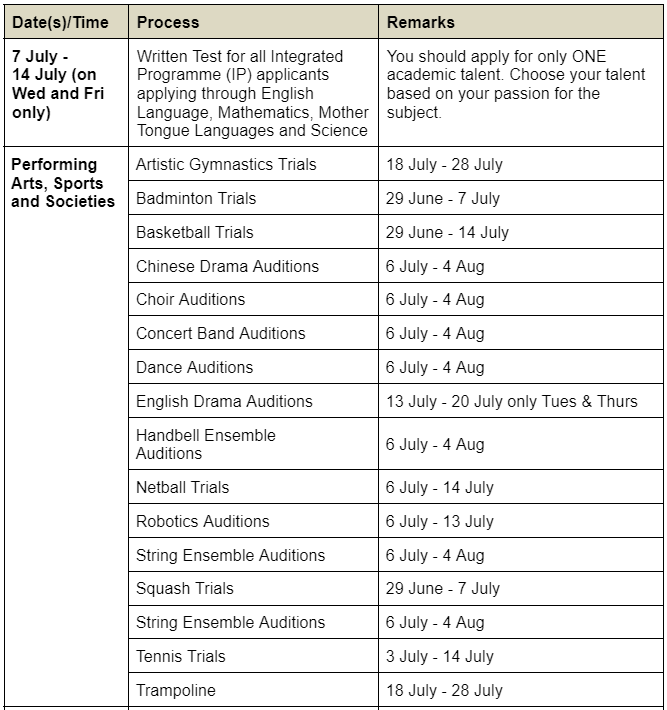 Date(s)/Time Process Remarks
7 July -
14 July (on
Wed and Fri
only)
Written Test for all Integrated
Programme (IP) applicants
applying through English
Language, Mathematics, Mother
Tongue Languages and Science
You should apply for only ONE
academic talent. Choose your talent
based on your passion for the
subject.
Performing
Arts, Sports
and Societies
Artistic Gymnastics Trials 18 July - 28 July
Badminton Trials 29 June - 7 July
Basketball Trials 29 June - 14 July
Chinese Drama Auditions 6 July - 4 Aug
Choir Auditions 6 July - 4 Aug
Concert Band Auditions 6 July - 4 Aug
Dance Auditions 6 July - 4 Aug
English Drama Auditions 13 July - 20 July only Tues & Thurs
Handbell Ensemble
Auditions
6 July - 4 Aug
Netball Trials 6 July - 14 July
Robotics Auditions 6 July - 13 July
String Ensemble Auditions 6 July - 4 Aug
Squash Trials 29 June - 7 July
String Ensemble Auditions 6 July - 4 Aug
Tennis Trials 3 July - 14 July
Trampoline 18 July - 28 July